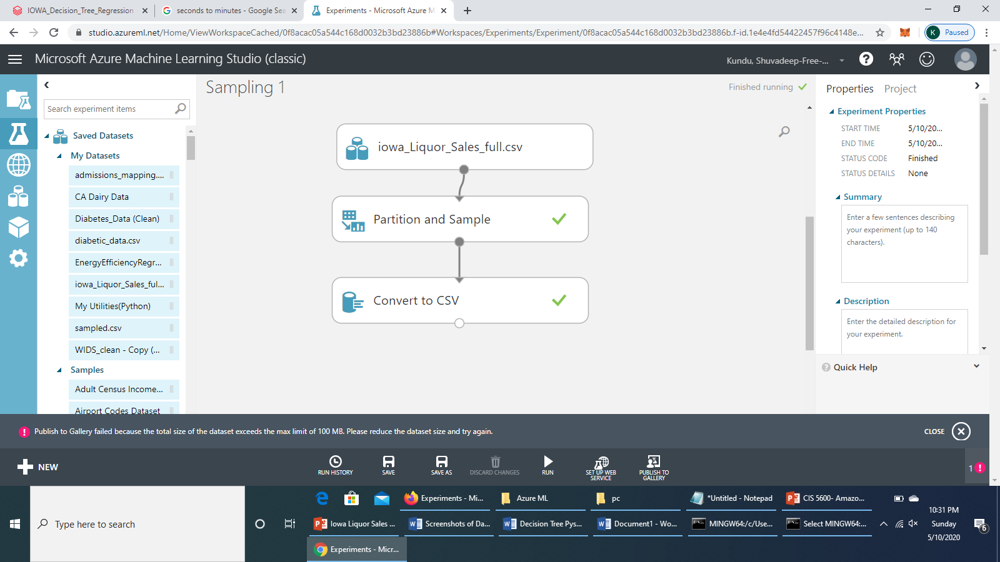 IOWA_Decision_Tree_Regression
seconds to minutes - Google Sea
Experiments - Microsoft Azure M
studio.azureml.net/Home/ViewWorkspaceCached/0f8acac05a544c168d0032b3bd23886b#Workspaces/Experiments/Experiment/0f8acac05a544c168d0032b3bd23886b.f-id.1e4e4fd54422457f96c4148e...
K Paused
Microsoft Azure Machine Learning Studio (classic)
Kundu, Shuvadeep-Free-...
Sampling 1
Finished running
Properties Project
Search experiment items
Experiment Properties
START TIME 5/10/20...
END TIME 5/10/20...
STATUS CODE Finished
STATUS DETAILS None
Summary
Enter a few sentences describing
your experiment (up to 140
characters).
Description
Enter the detailed description for
your experiment.
Quick Help
Saved Datasets
My Datasets
admissions_mapping....
CA Dairy Data
Diabetes_Data (Clean)
diabetic_data.csv
EnergyEfficiencyRegr...
iowa_Liquor_Sales_ful...
My Utilities(Python)
sampled.csv
WIDS_clean - Copy (...
Samples
Adult Census Income...
Airport Codes Dataset
iowa_Liquor_Sales_full.csv
Partition and Sample
Convert to CSV
Publish to Gallery failed because the total size of the dataset exceeds the max limit of 100 MB. Please reduce the dataset size and try again.
CLOSE
NEW
RUN HISTORY
SAVE
SAVE AS
DISCARD CHANGES
RUN
SET UP WEB
SERVICE
PUBLISH TO
GALLERY
1
Experiments - Mi...
Azure ML
pc
*Untitled - Notepad
CIS 5600- Amazo...
Type here to search
Iowa Liquor Sales ...
Screenshots of Da...
Decision Tree Pys...
Document1 - Wo...
MINGW64:/c/Use...
Select MINGW64:...
Experiments - Micr...
10:31 PM
Sunday
5/10/2020
6